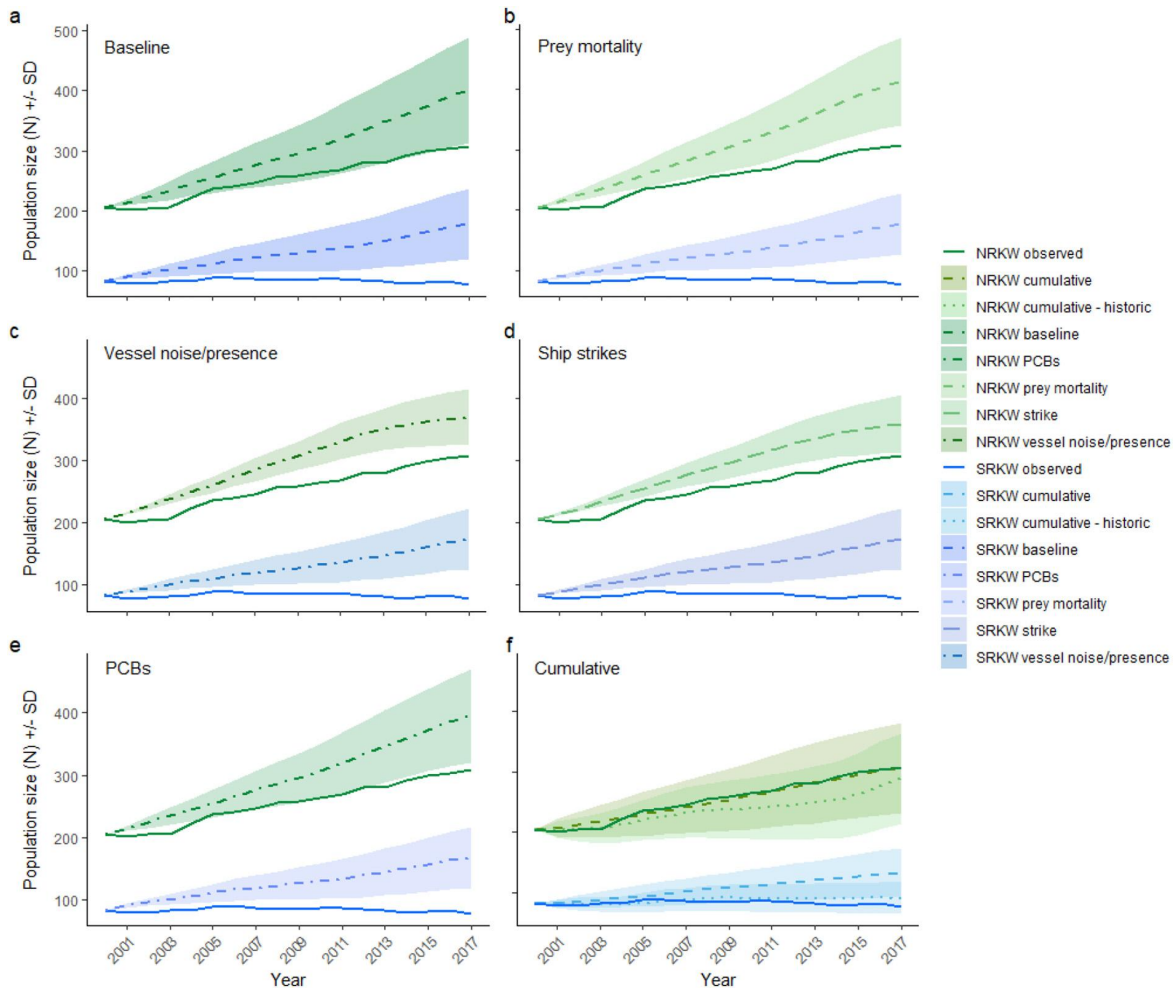 a
Baseline
Population size (N) +/- SD
500
400
300
200
100
b
Prey mortality
c
Vessel noise/presence
Population size (N) +/- SD
400
300
200
100
d
Ship strikes
e
PCBs
Population size (N) +/- SD
400
300
200
100
2001
2003
2005
2007
2009
2011
2013
2015
2017
Year
f
Cumulative
2001
2003
2005
2007
2009
2011
2013
2015
2017
Year
NRKW observed
NRKW cumulative
NRKW cumulative - historic
NRKW baseline
NRKW PCBs
NRKW prey mortality
NRKW strike
NRKW vessel noise/presence
SRKW observed
SRKW cumulative
SRKW cumulative - historic
SRKW baseline
SRKW PCBs
SRKW prey mortality
SRKW strike
SRKW vessel noise/presence